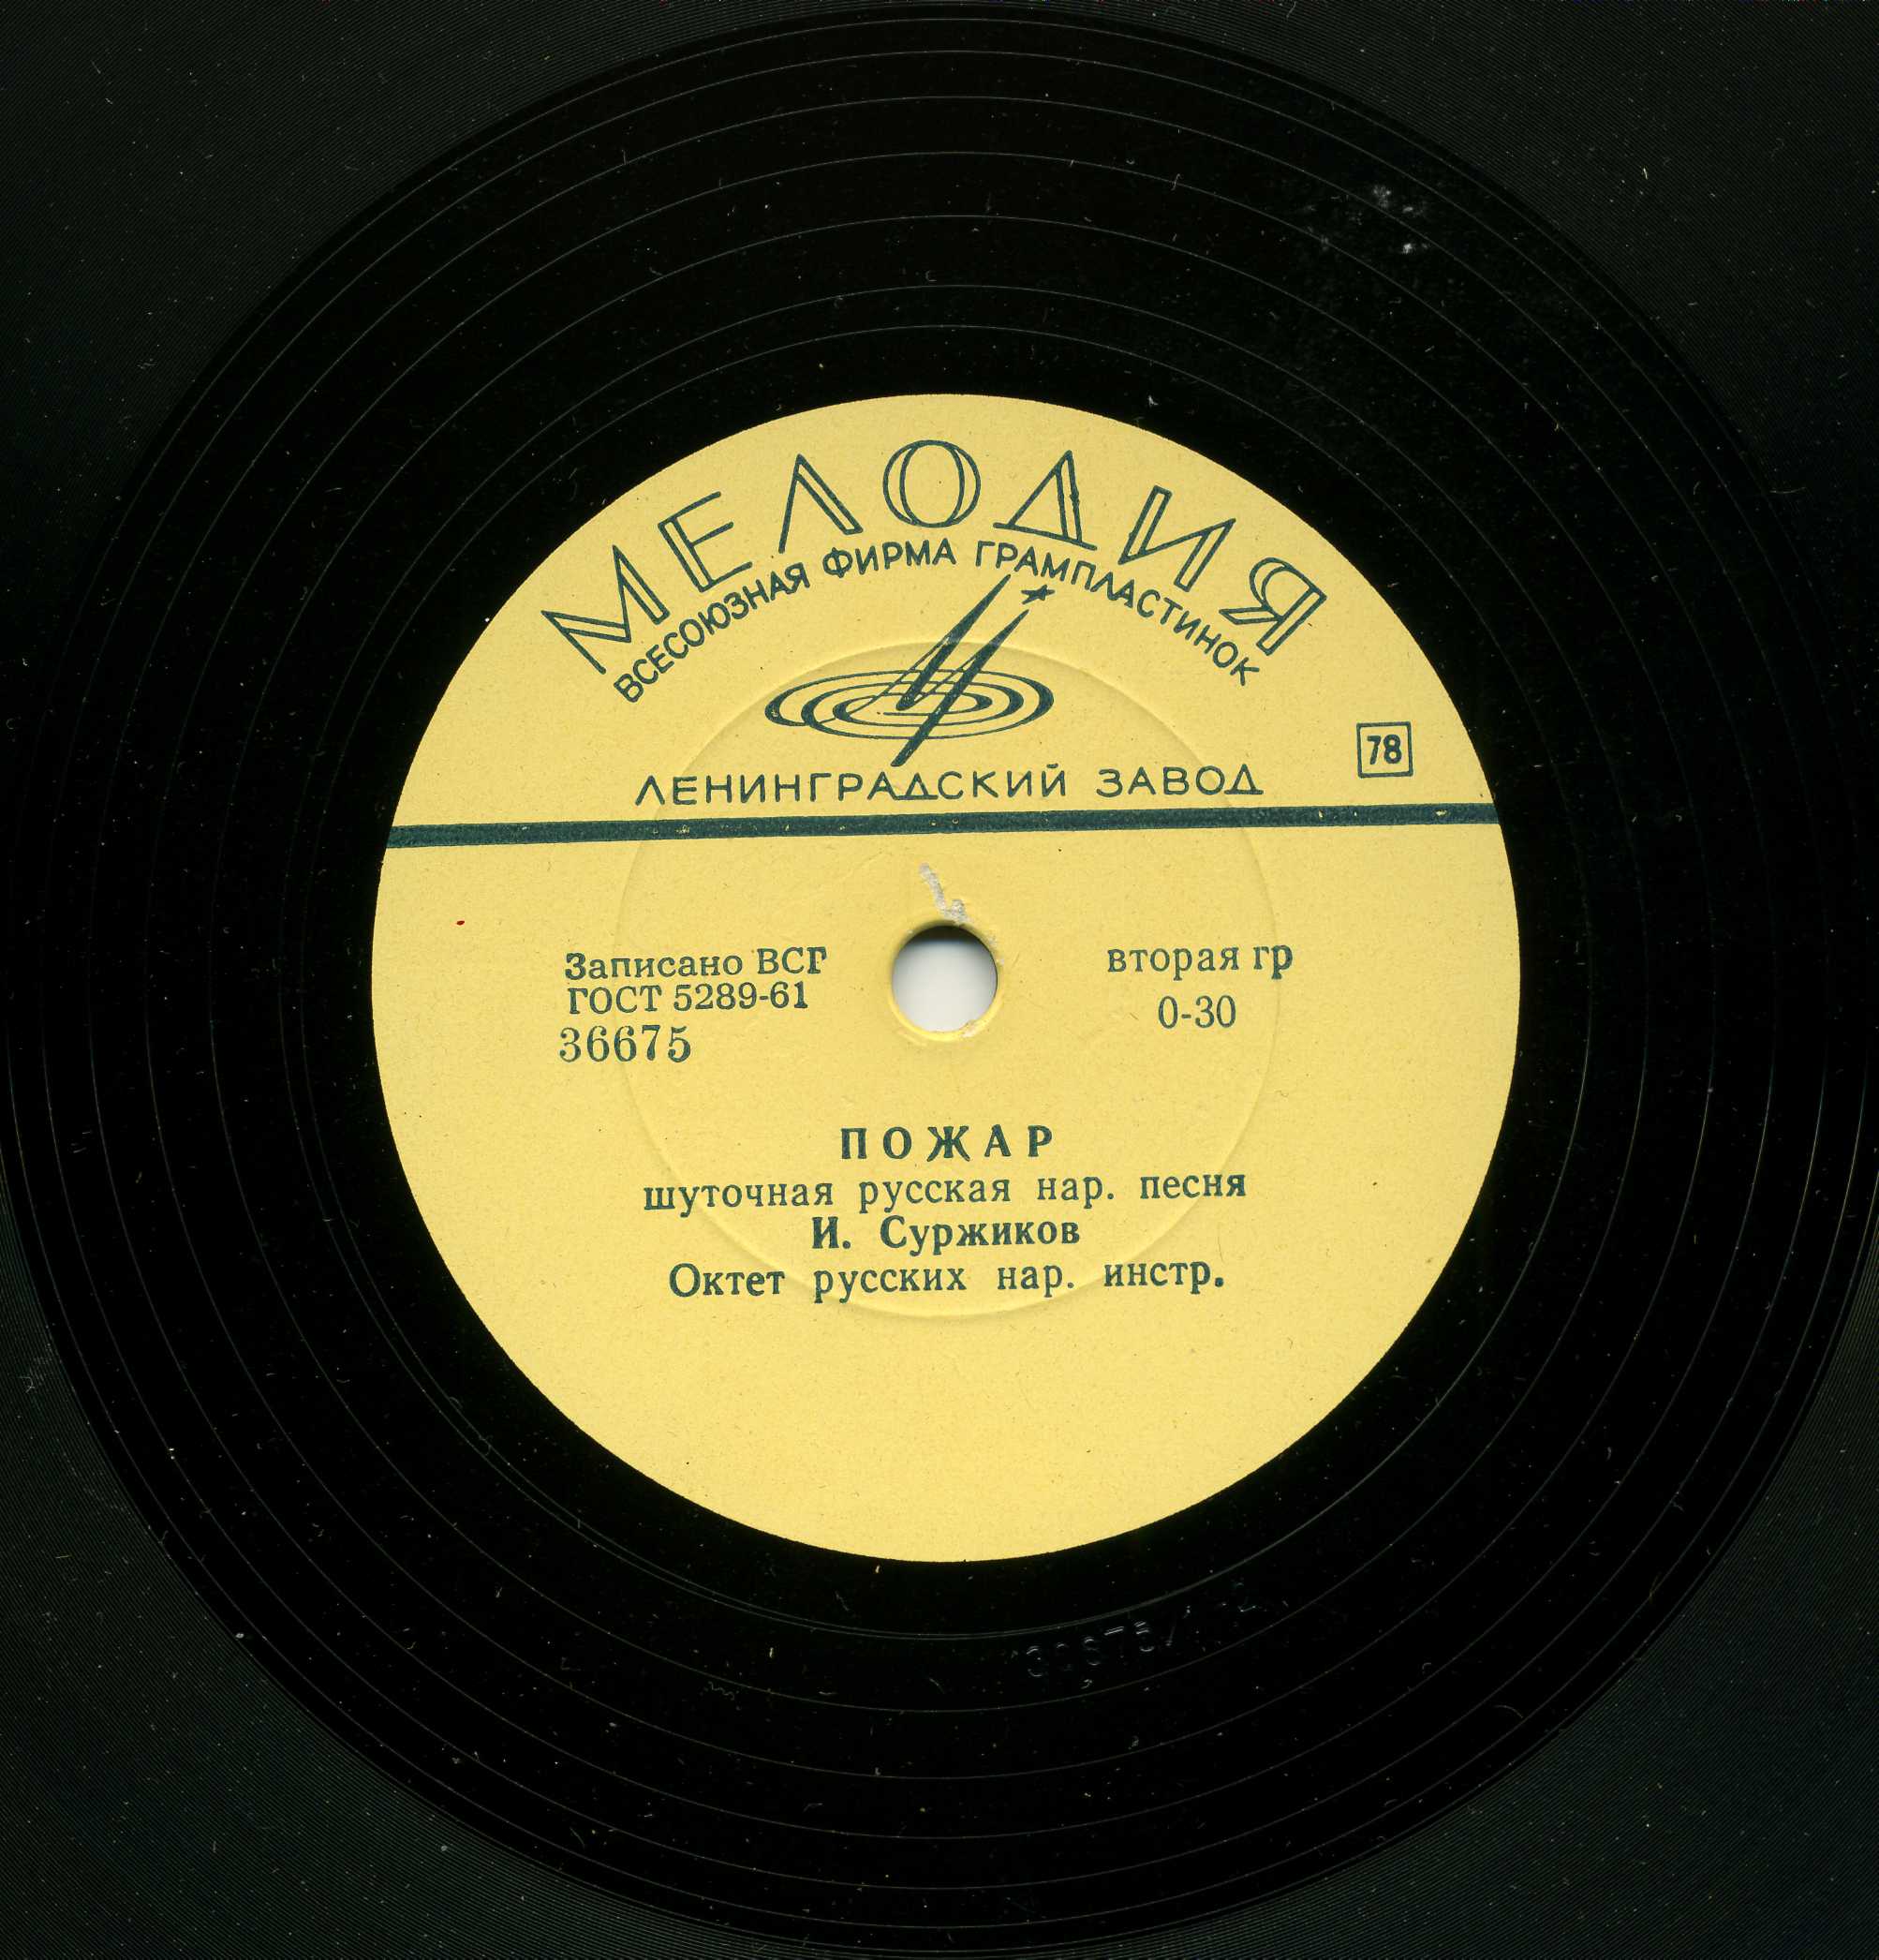 МЕЛОДИЯ
ВСЕСОЮЗНАЯ ФИРМА ГРАМПЛАСТИНОК
78
ЛЕНИНГРАДСКИЙ ЗАВОД
Записано ВСГ
ГОСТ 5289-61
36675
вторая гр
0-30
ПОЖАР
шуточная русская нар. песня
И. Суржиков
Октет русских нар. инстр.